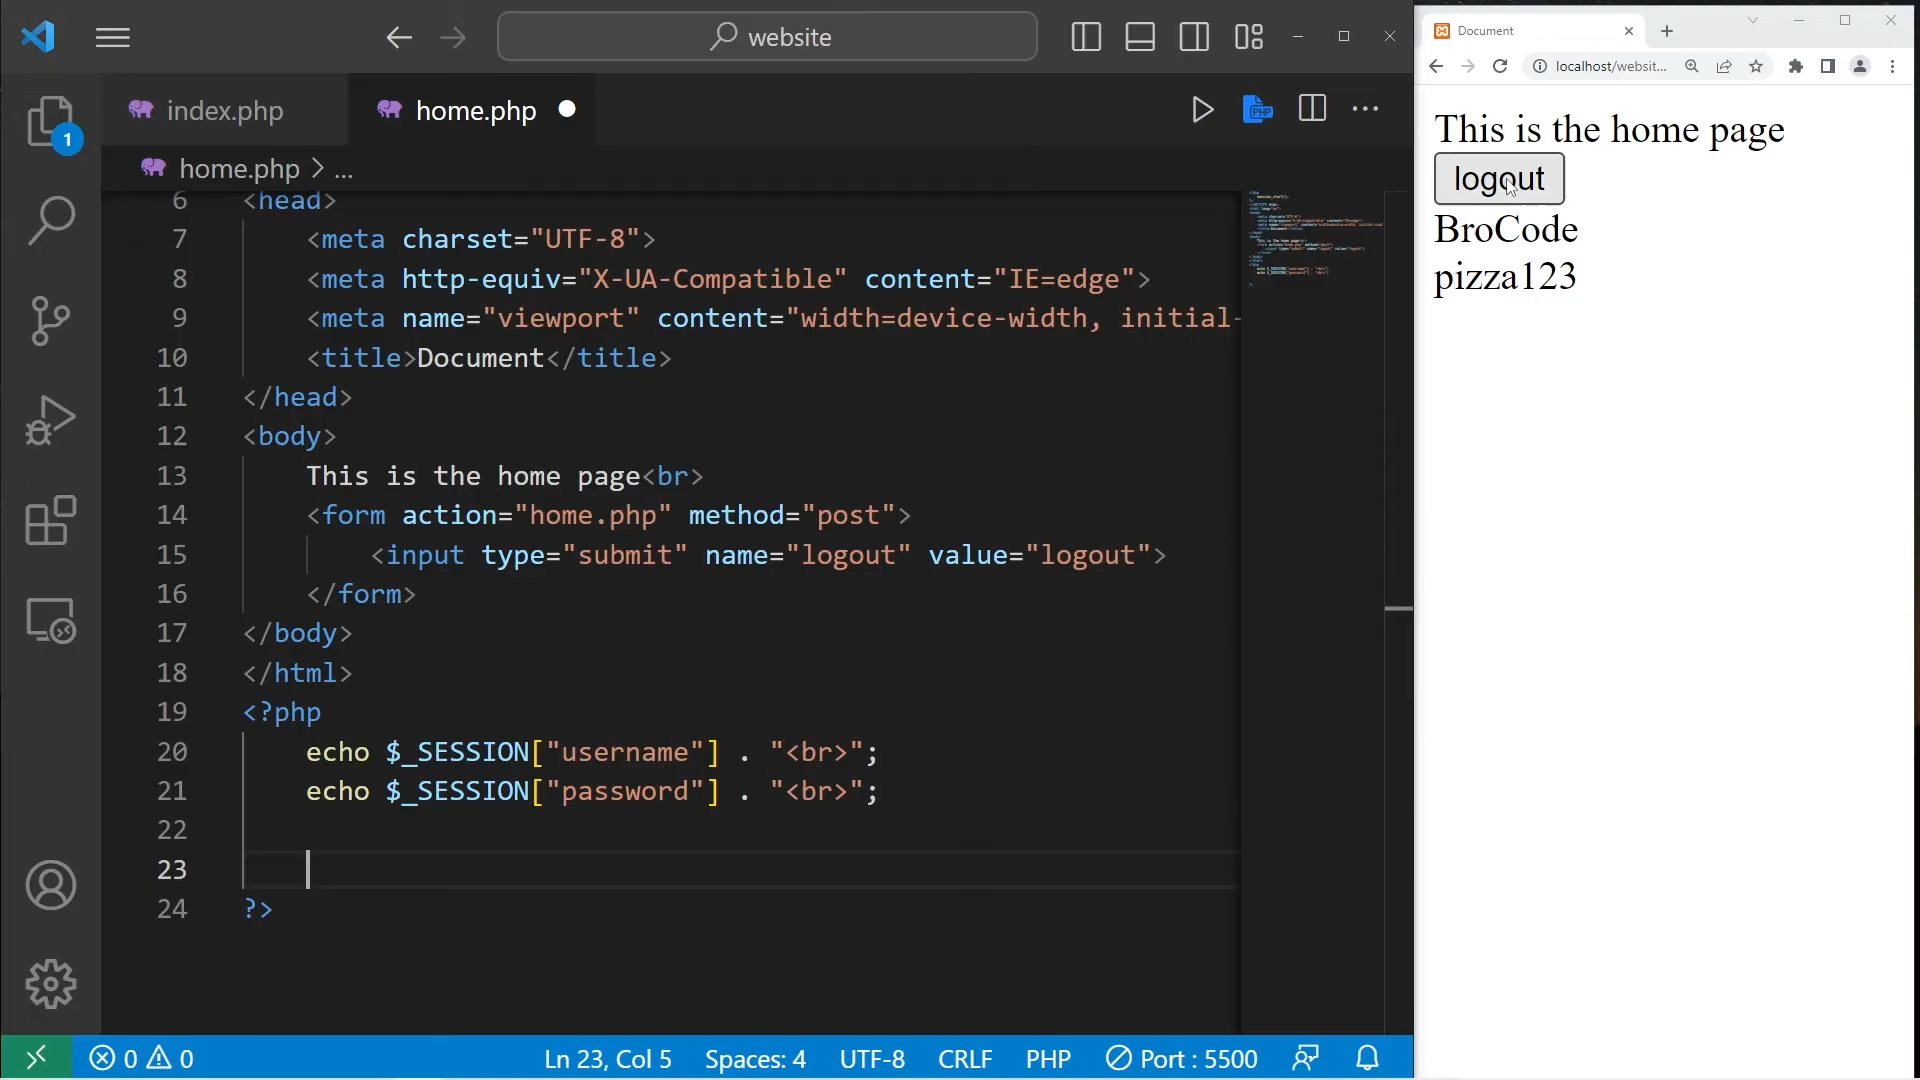 website
Document
localhost/websit...
1
index.php
home.php
PHP
home.php > ...
6 <head>
7 <meta charset="UTF-8">
8 <meta http-equiv="X-UA-Compatible" content="IE=edge">
9 <meta name="viewport" content="width=device-width, initial-
10 <title>Document</title>
11 </head>
12 <body>
13 This is the home page<br>
14 <form action="home.php" method="post">
15 <input type="submit" name="logout" value="logout">
16 </form>
17 </body>
18 </html>
19 <?php
20 echo $_SESSION["username"] . "<br>";
21 echo $_SESSION["password"] . "<br>";
22
23
24 ?>
This is the home page
logout
BroCode
pizza123
0 0 Ln 23, Col 5 Spaces: 4 UTF-8 CRLF PHP Port : 5500